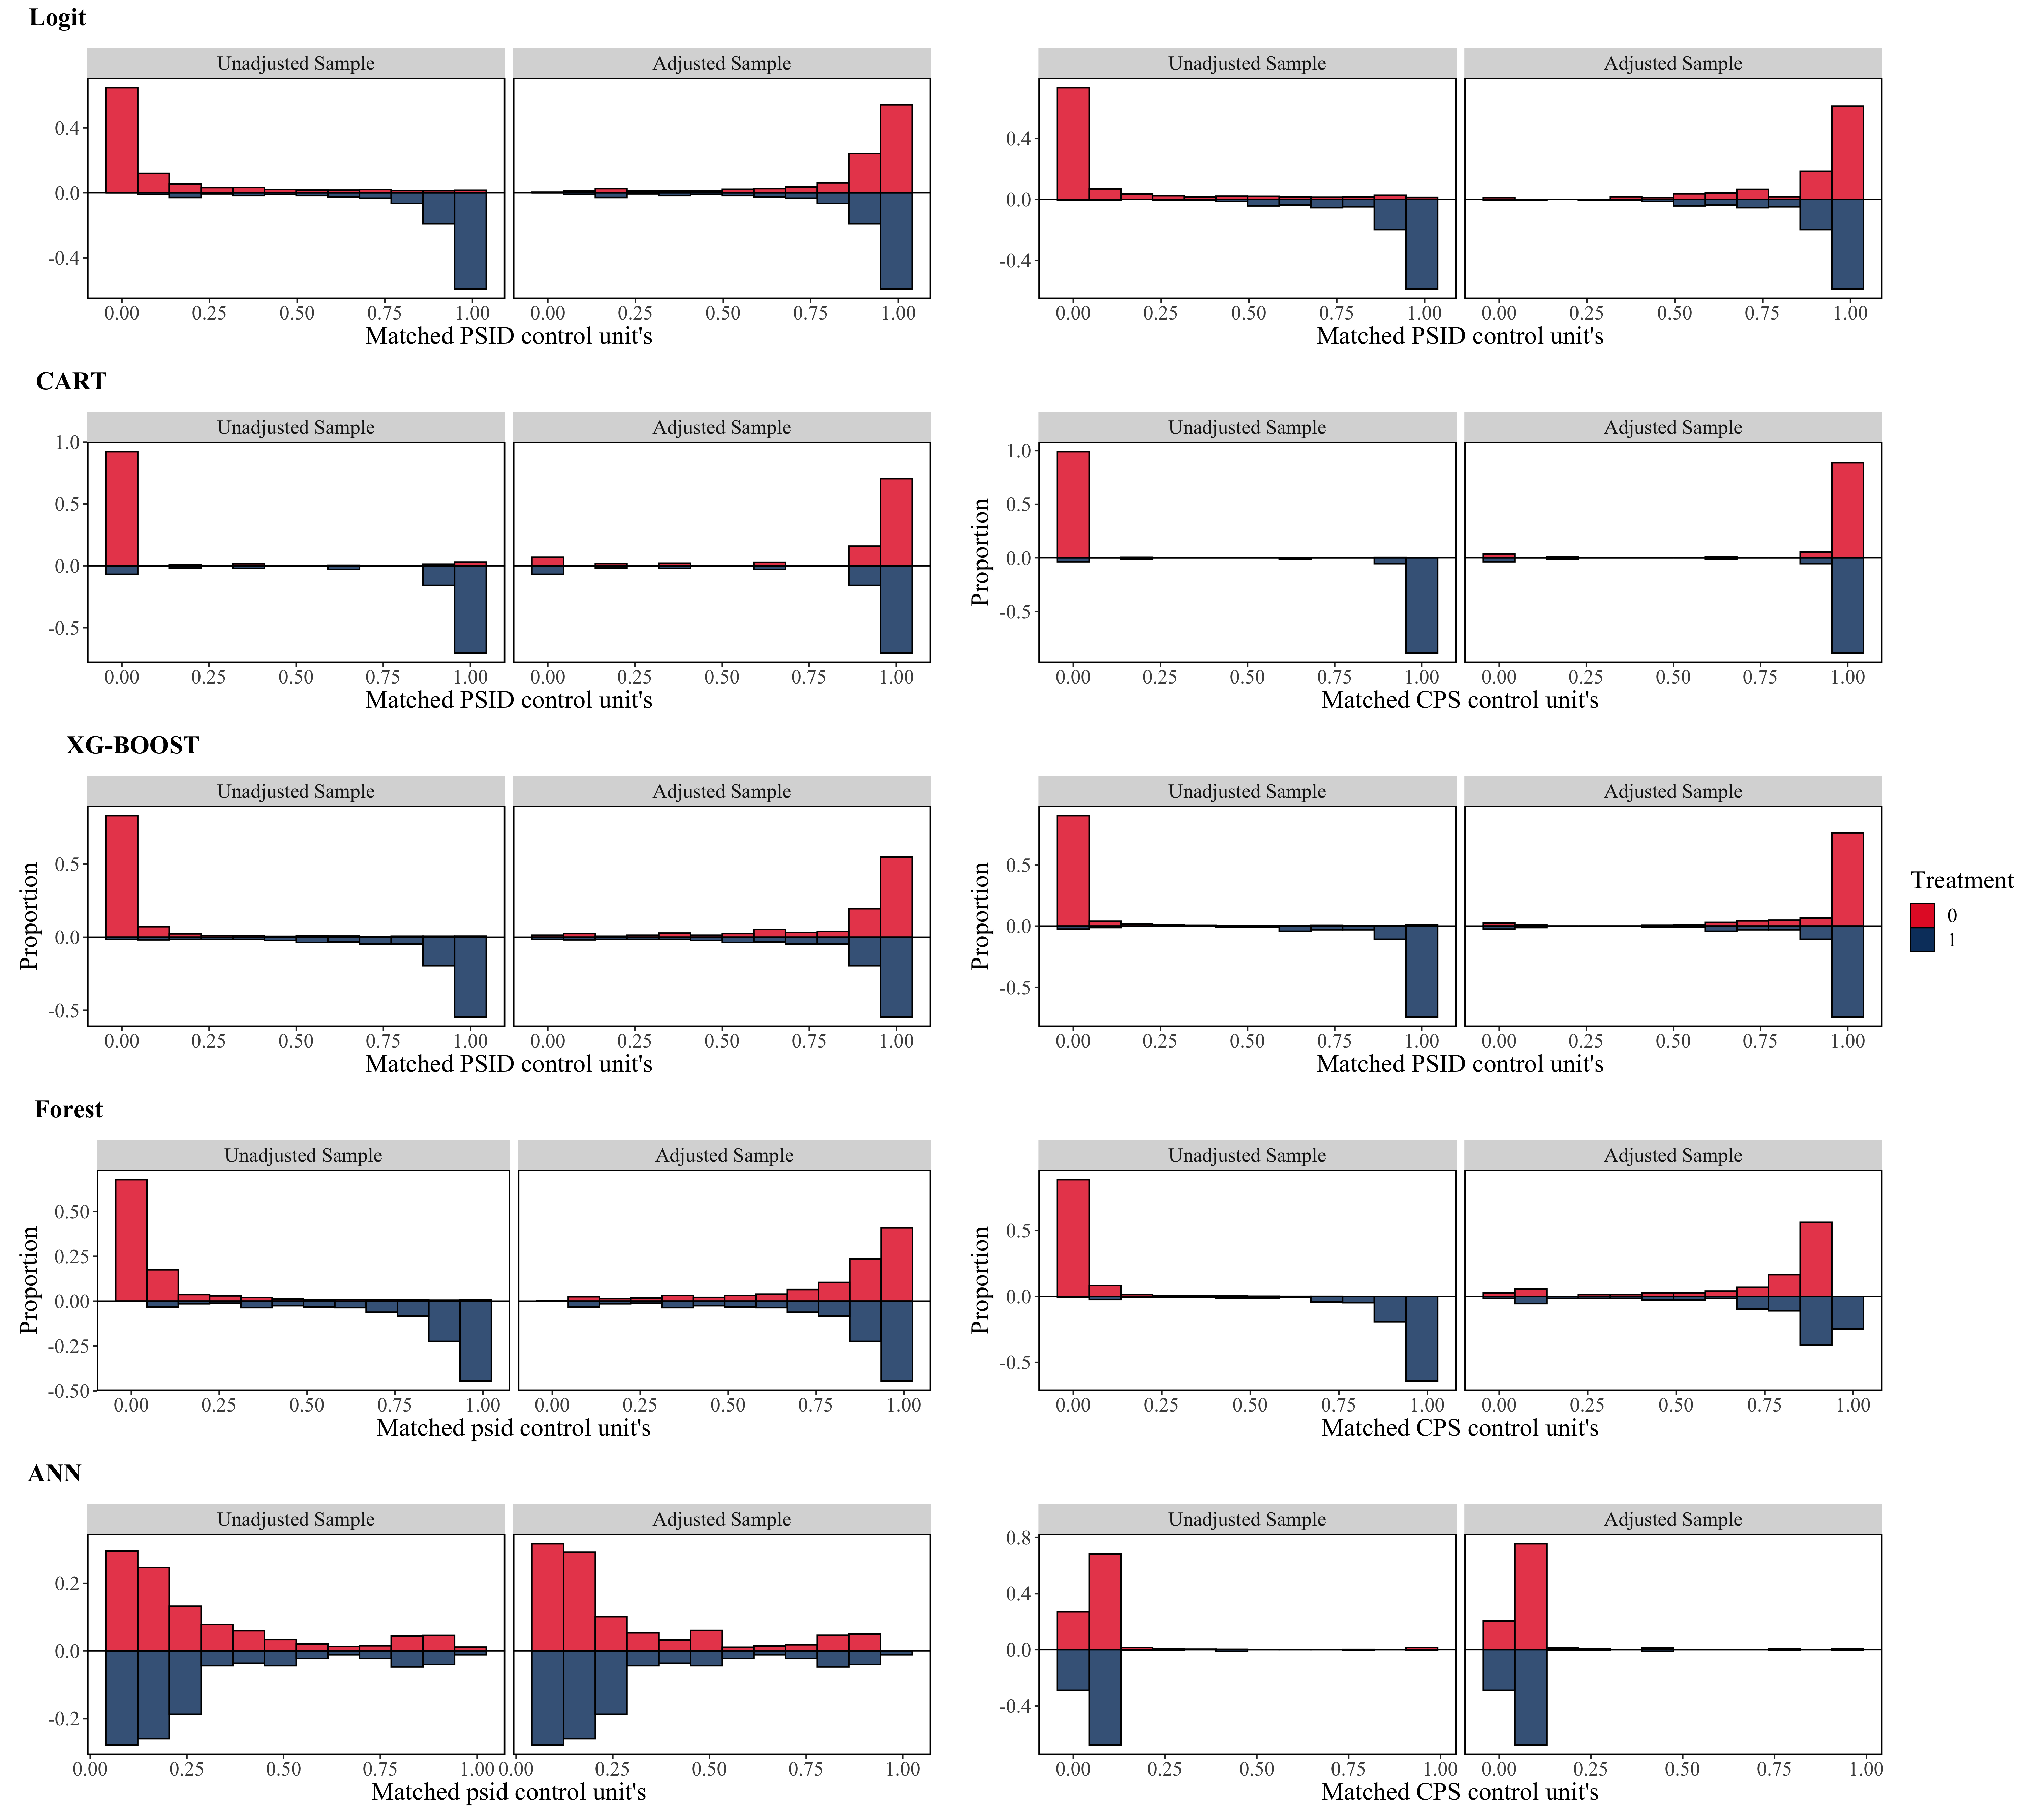 Logit
Unadjusted Sample Adjusted Sample Unadjusted Sample Adjusted Sample
0.4
0.0
-0.4
0.4
0.0
-0.4
0.00 0.25 0.50 0.75 1.00 0.00 0.25 0.50 0.75 1.00 0.00 0.25 0.50 0.75 1.00 0.00 0.25 0.50 0.75 1.00
Matched PSID control unit's Matched PSID control unit's
CART
Unadjusted Sample Adjusted Sample Unadjusted Sample Adjusted Sample
1.0
0.5
0.0
-0.5
Proportion
1.0
0.5
0.0
-0.5
0.00 0.25 0.50 0.75 1.00 0.00 0.25 0.50 0.75 1.00 0.00 0.25 0.50 0.75 1.00 0.00 0.25 0.50 0.75 1.00
Matched PSID control unit's Matched CPS control unit's
XG-BOOST
Unadjusted Sample Adjusted Sample Unadjusted Sample Adjusted Sample
Proportion
0.5
0.0
-0.5
Proportion
0.5
0.0
-0.5
0.00 0.25 0.50 0.75 1.00 0.00 0.25 0.50 0.75 1.00 0.00 0.25 0.50 0.75 1.00 0.00 0.25 0.50 0.75 1.00
Matched PSID control unit's Matched PSID control unit's
Treatment
0
1
Forest
Unadjusted Sample Adjusted Sample Unadjusted Sample Adjusted Sample
Proportion
0.50
0.25
0.00
-0.25
-0.50
Proportion
0.5
0.0
-0.5
0.00 0.25 0.50 0.75 1.00 0.00 0.25 0.50 0.75 1.00 0.00 0.25 0.50 0.75 1.00 0.00 0.25 0.50 0.75 1.00
Matched psid control unit's Matched CPS control unit's
ANN
Unadjusted Sample Adjusted Sample Unadjusted Sample Adjusted Sample
0.2
0.0
-0.2
0.8
0.4
0.0
-0.4
0.00 0.25 0.50 0.75 1.00 0.00 0.25 0.50 0.75 1.00 0.00 0.25 0.50 0.75 1.00 0.00 0.25 0.50 0.75 1.00
Matched psid control unit's Matched CPS control unit's